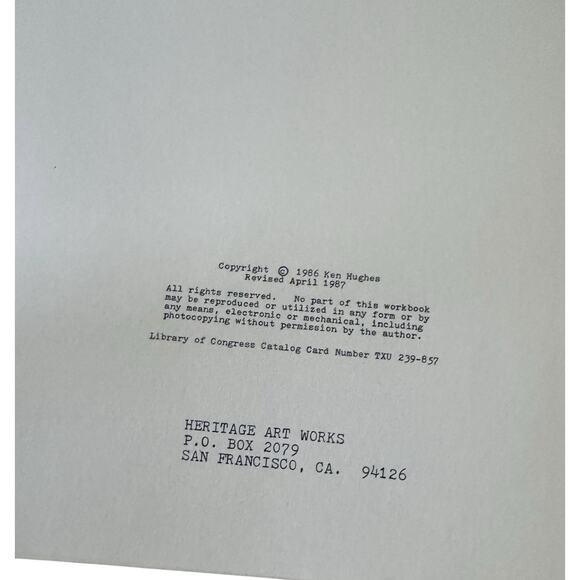 Copyright © 1986 Ken Hughes
Revised April 1987
All rights reserved. No part of this workbook
may be reproduced or utilized in any form or by
any means, electronic or mechanical, including
photocopying without permission by the author.
Library of Congress Catalog Card Number TXU 239-857
HERITAGE ART WORKS
P.O. BOX 2079
SAN FRANCISCO, CA. 94126